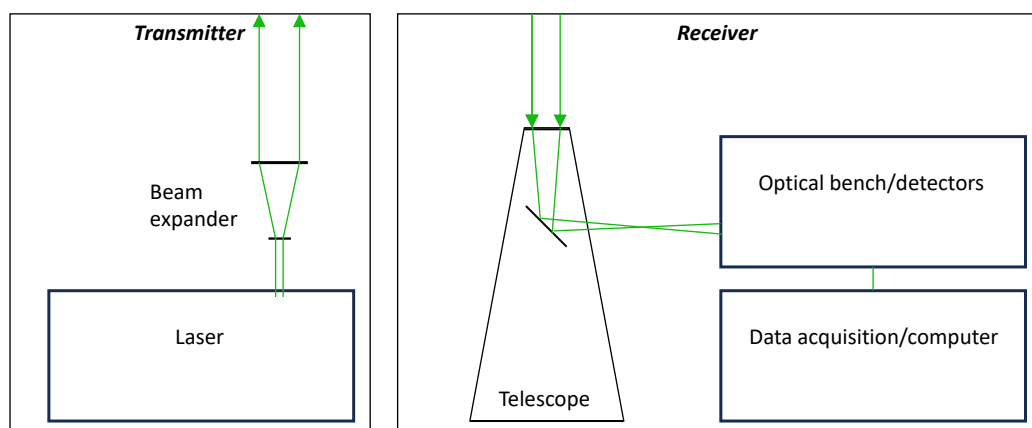 Transmitter
Receiver
Beam
expander
Optical bench/detectors
Laser
Data acquisition/computer
Telescope